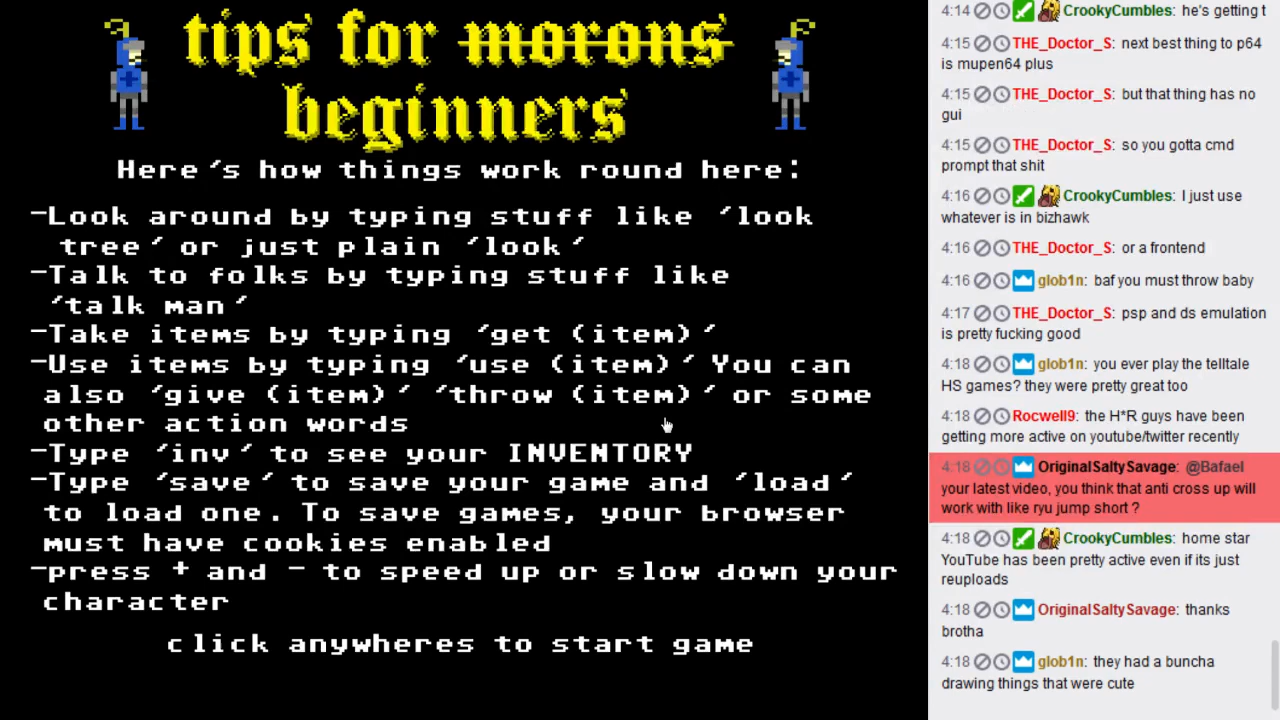 tips for morons
beginners
Here's how things work round here:
-Look around by typing stuff like 'look
tree' or just plain 'look'
-Talk to folks by typing stuff like
'talk man'
-Take items by typing 'get (item)'
-Use items by typing 'use (item)' You can
also 'give (item)' 'throw (item)' or some
other action words
-Type 'inv' to see your INVENTORY
-Type 'save' to save your game and 'load'
to load one. To save games, your browser
must have cookies enabled
-press + and - to speed up or slow down your
character
click anywheres to start game
4:14 CrookyCumbles: he's getting t
4:15 THE_Doctor_S: next best thing to p64
is mupen64 plus
4:15 THE_Doctor_S: but that thing has no
gui
4:15 THE_Doctor_S: so you gotta cmd
prompt that shit
4:16 CrookyCumbles: I just use
whatever is in bizhawk
4:16 THE_Doctor_S: or a frontend
4:16 glob1n: baf you must throw baby
4:17 THE_Doctor_S: psp and ds emulation
is pretty fucking good
4:18 glob1n: you ever play the telltale
HS games? they were pretty great too
4:18 Rocwell9: the H*R guys have been
getting more active on youtube/twitter recently
4:18 OriginalSaltySavage: @Bafael
your latest video, you think that anti cross up will
work with like ryu jump short ?
4:18 CrookyCumbles: home star
YouTube has been pretty active even if its just
reuploads
4:18 OriginalSaltySavage: thanks
brotha
4:18 glob1n: they had a buncha
drawing things that were cute